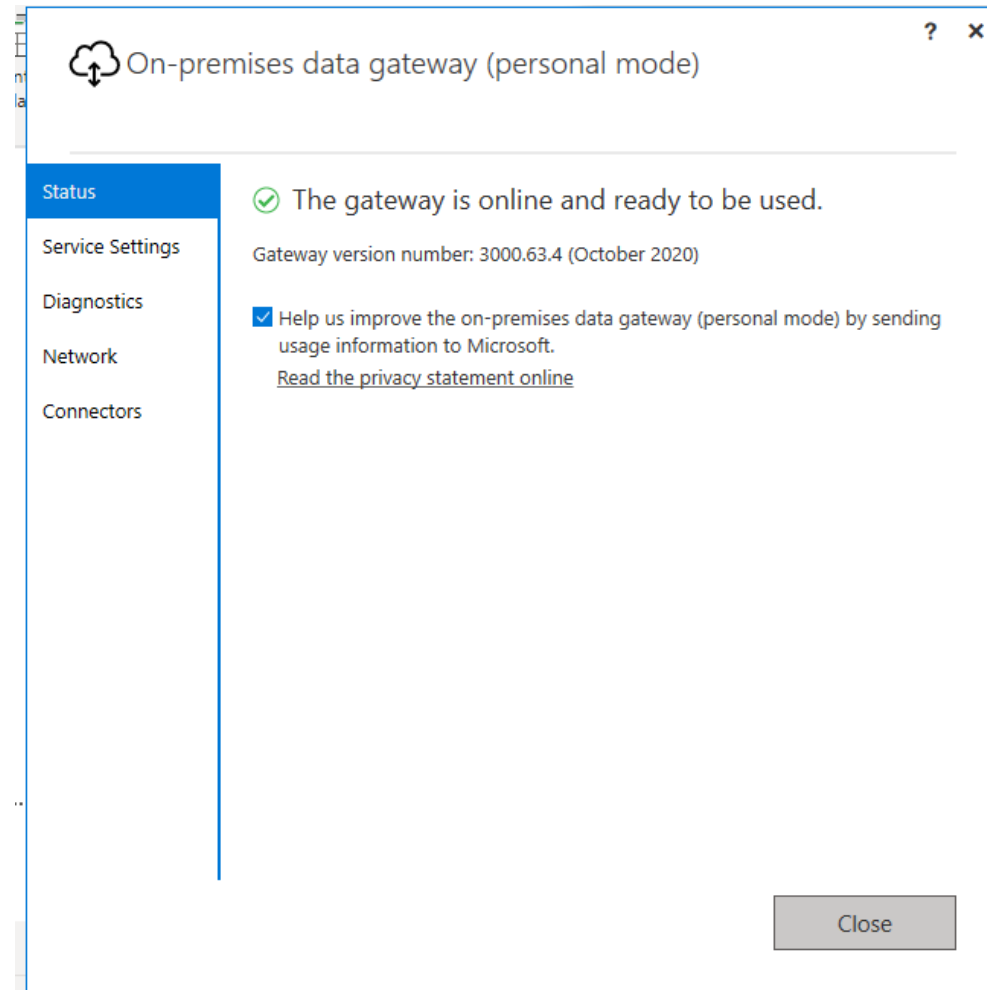 ? ×
On-premises data gateway (personal mode)
Status
The gateway is online and ready to be used.
Service Settings
Gateway version number: 3000.63.4 (October 2020)
Diagnostics
Help us improve the on-premises data gateway (personal mode) by sending
usage information to Microsoft.
Network
Read the privacy statement online
Connectors
Close